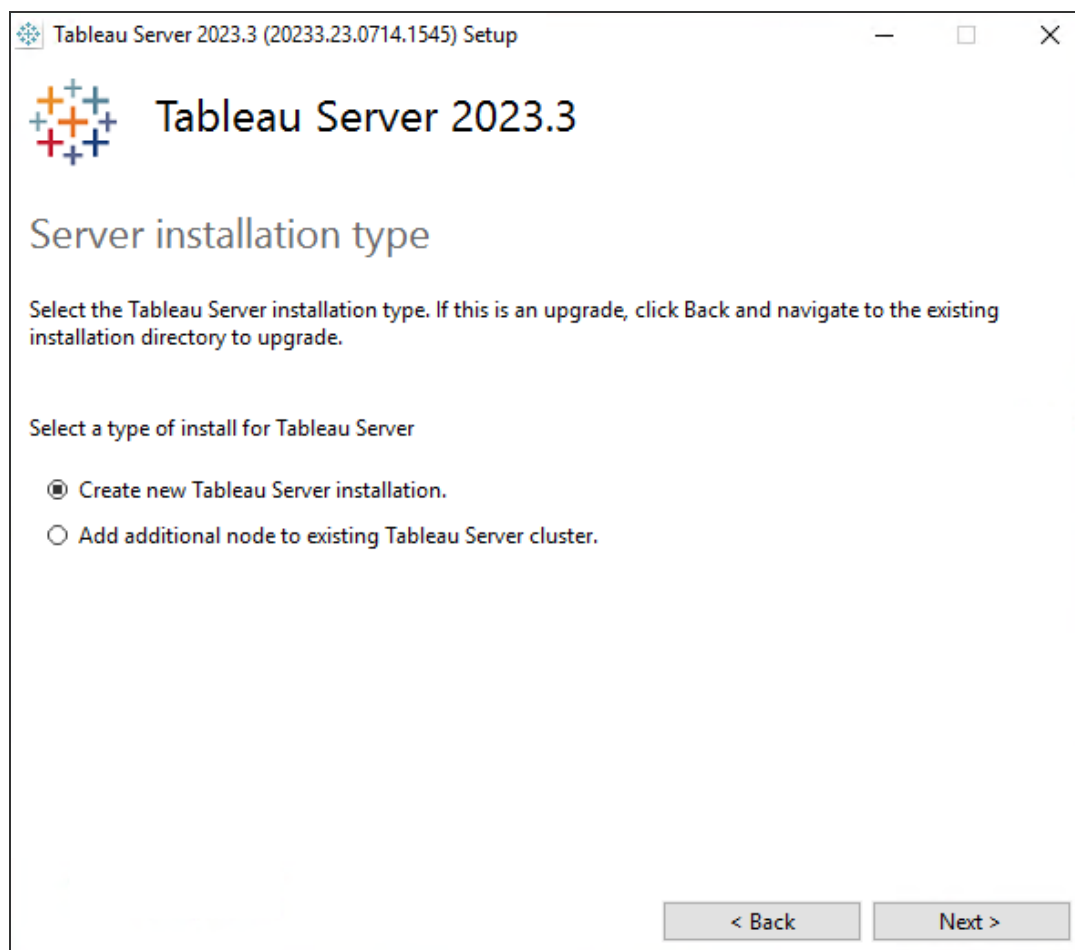 Tableau Server 2023.3 (20233.23.0714.1545) Setup
Tableau Server 2023.3
Server installation type
Select the Tableau Server installation type. If this is an upgrade, click Back and navigate to the existing
installation directory to upgrade.
Select a type of install for Tableau Server
Create new Tableau Server installation.
Add additional node to existing Tableau Server cluster.
< Back
Next >